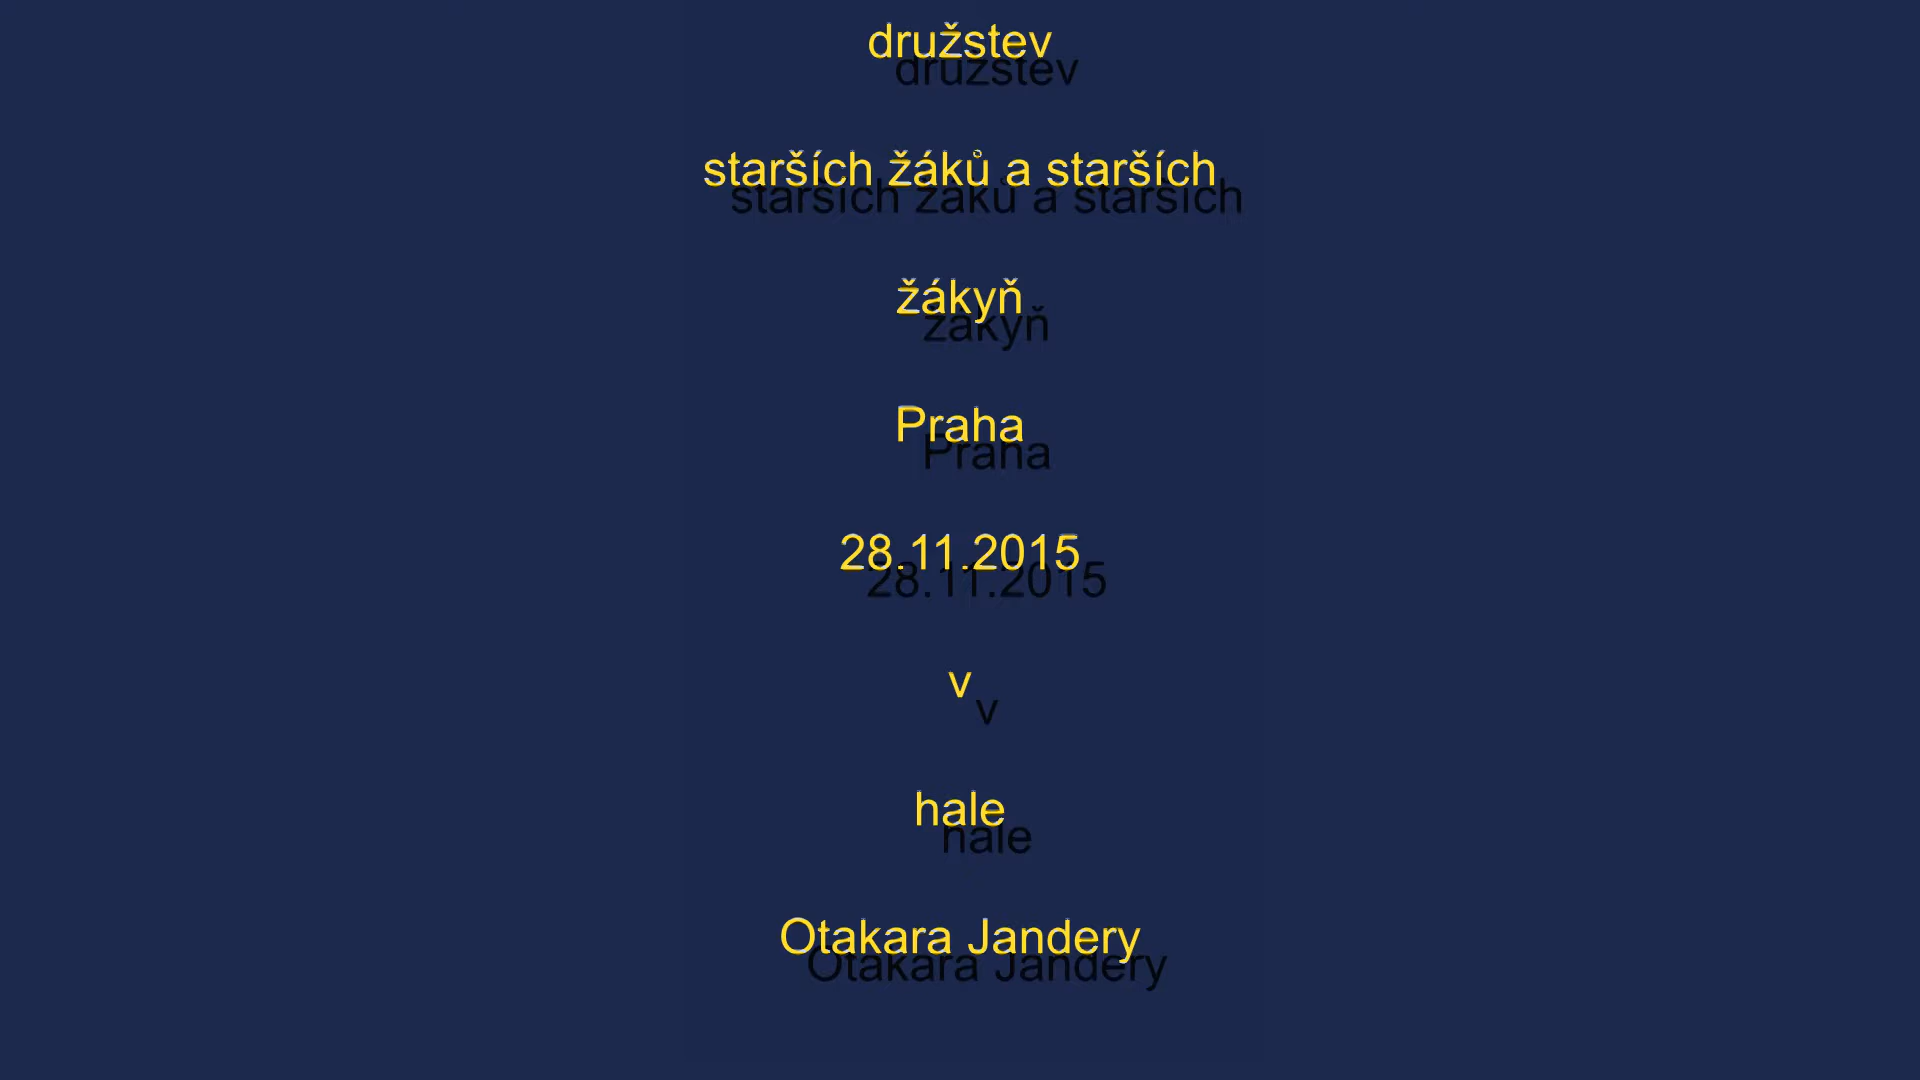 družstev
starších žáků a starších
žákyň
Praha
28.11.2015
v
hale
Otakara Jandery